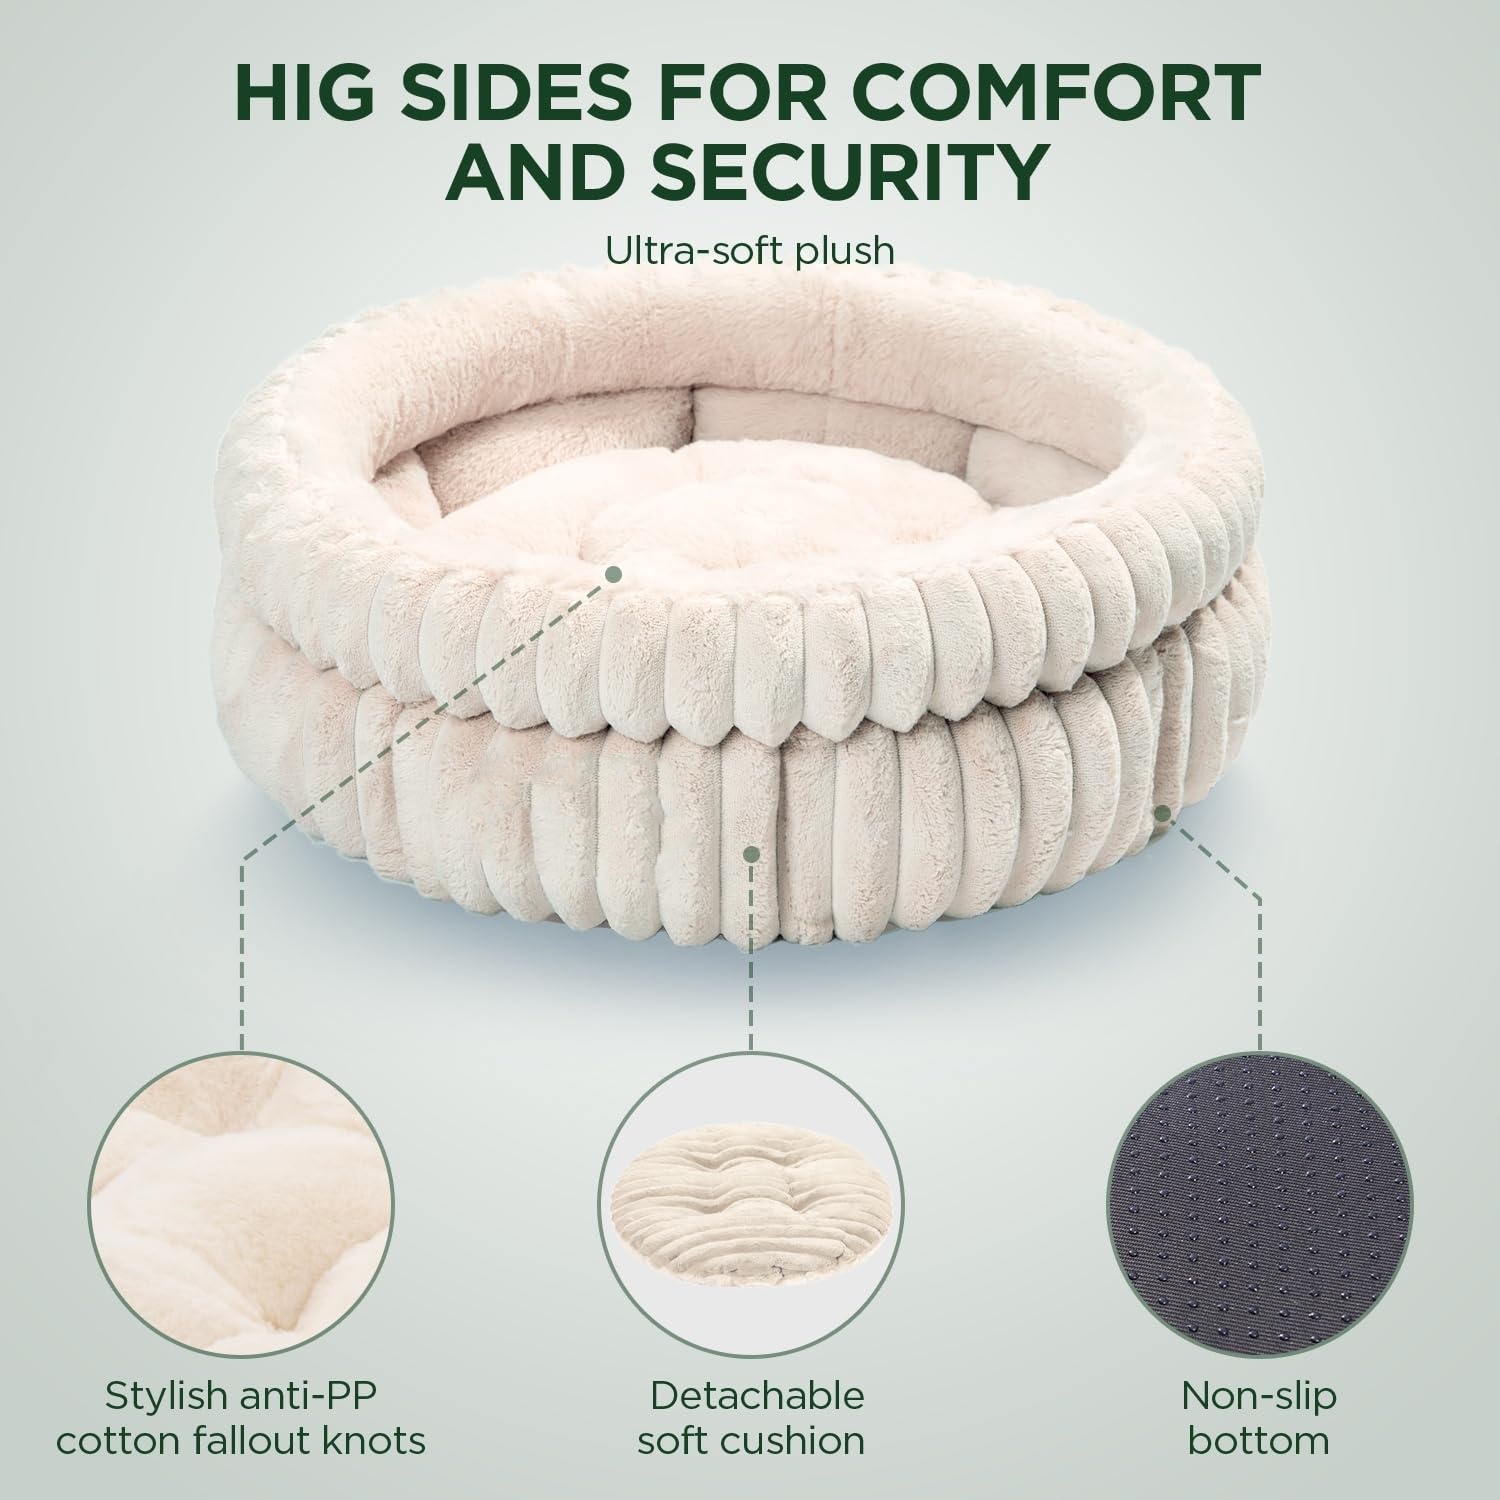 HIG SIDES FOR COMFORT
AND SECURITY
Ultra-soft plush
Stylish anti-PP
cotton fallout knots
Detachable
soft cushion
Non-slip
bottom